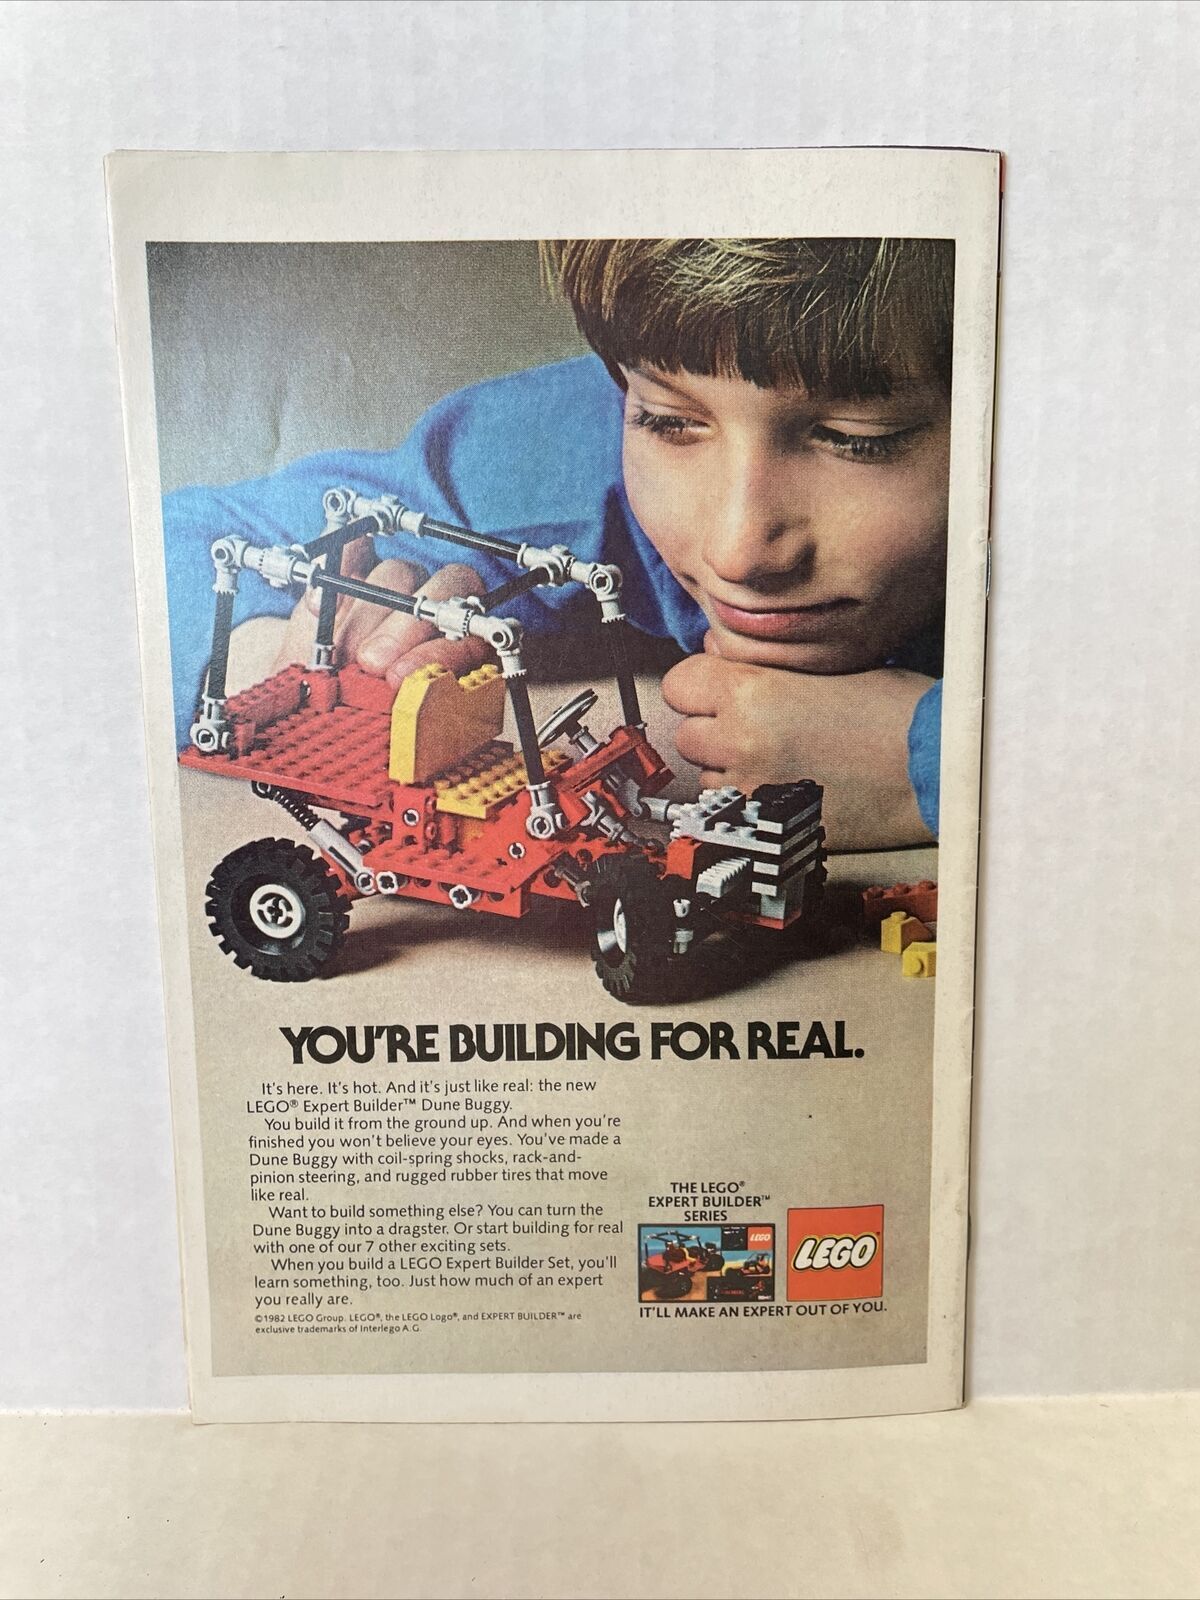 YOU'RE BUILDING FOR REAL.
It's here. It's hot. And it's just like real: the new
LEGO® Expert Builder™ Dune Buggy.
You build it from the ground up. And when you're
finished you won't believe your eyes. You've made a
Dune Buggy with coil-spring shocks, rack-and-
pinion steering, and rugged rubber tires that move
like real.
Want to build something else? You can turn the
Dune Buggy into a dragster. Or start building for real
with one of our 7 other exciting sets.
When you build a LEGO Expert Builder Set, you'll
learn something, too. Just how much of an expert
you really are.
©1982 LEGO Group. LEGO®, the LEGO Logo®, and EXPERT BUILDER™ are
exclusive trademarks of Interlego A.G.
THE LEGO®
EXPERT BUILDER™
SERIES
LEGO
LEGO®
IT'LL MAKE AN EXPERT OUT OF YOU.